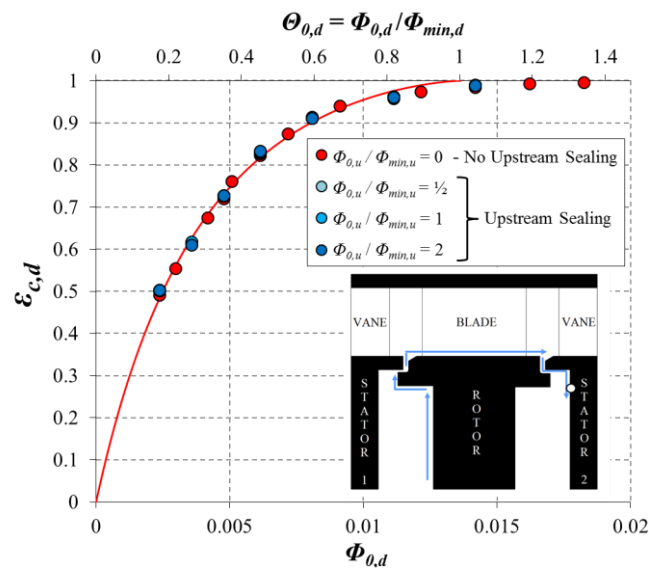 Θ0,d = Φ0,d/Φmin,d
0 0.2 0.4 0.6 0.8 1 1.2 1.4
1
0.9
0.8
0.7
0.6
0.5
0.4
0.3
0.2
0.1
0
εc,d
Φ0,u / Φmin,u = 0 - No Upstream Sealing
Φ0,u / Φmin,u = ½
Φ0,u / Φmin,u = 1
Φ0,u / Φmin,u = 2
Upstream Sealing
VANE BLADE VANE
STATOR 1
ROTOR
STATOR 2
0 0.005 0.01 0.015 0.02
Φ0,d